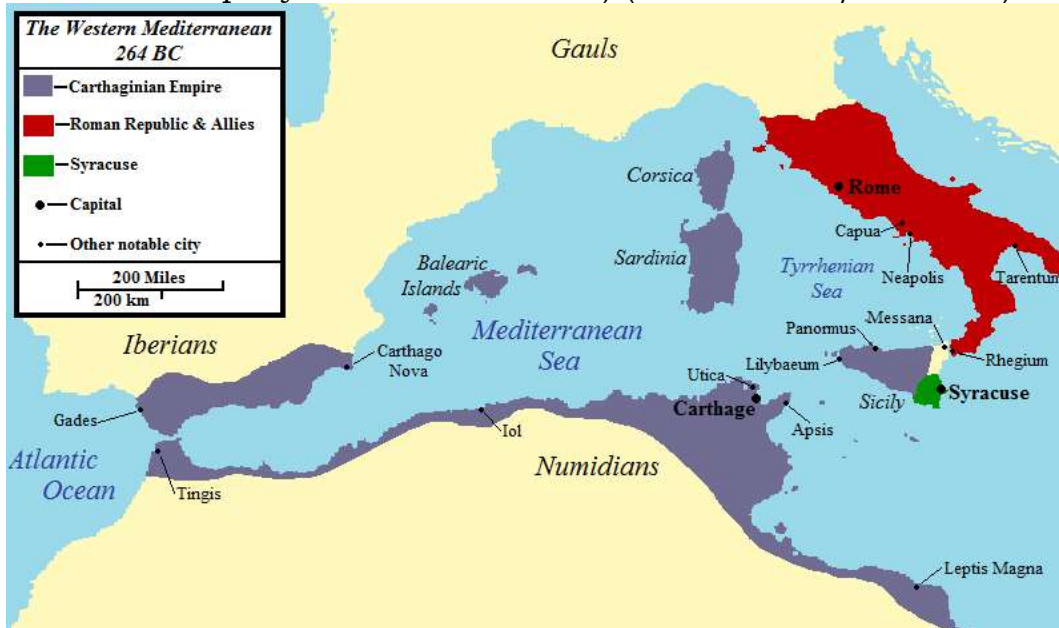 The Western Mediterranean
264 BC
Carthaginian Empire
Roman Republic & Allies
Syracuse
Capital
Other notable city
200 Miles
200 km
Gauls
Corsica
Rome
Capua
Sardinia
Balearic
Islands
Tyrrhenian
Sea
Neapolis
Tarentum
Mediterranean
Sea
Messana
Panormus
Iberians
Carthago
Nova
Lilybaeum
Rhegium
Utica
Sicily
Syracuse
Gades
Carthage
Iol
Apsis
Atlantic
Ocean
Numidians
Tingis
Leptis Magna